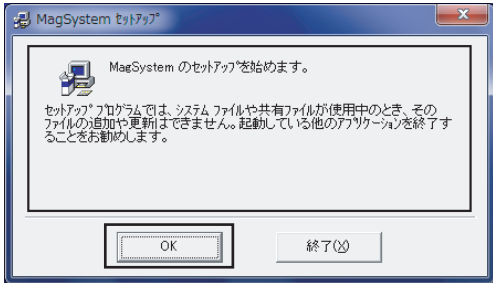 MagSystem ｾｯﾄｱｯﾌﾟ
MagSystem のｾｯﾄｱｯﾌﾟを始めます。
ｾｯﾄｱｯﾌﾟ ﾌﾟﾛｸﾞﾗﾑでは、ｼｽﾃﾑ ﾌｧｲﾙや共有ﾌｧｲﾙが使用中のとき、その
ﾌｧｲﾙの追加や更新はできません。起動している他のｱﾌﾟﾘｹｰｼｮﾝを終了す
ることをお勧めします。
OK
終了(X)